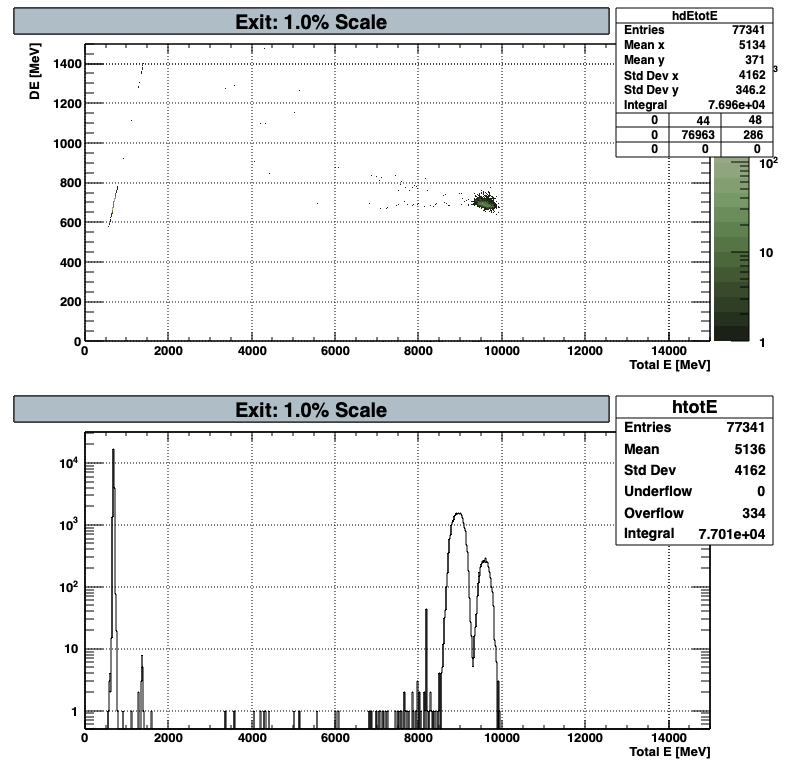 Exit: 1.0% Scale
hdEtotE
Entries 77341
Mean x 5134
Mean y 371
Std Dev x 4162
Std Dev y 346.2
Integral 7.696e+04
0 44 48
0 76963 286
0 0 0
DE [MeV]
1400
1200
1000
800
600
400
200
0
0 2000 4000 6000 8000 10000 12000 14000
Total E [MeV]
3
10²
10
1
Exit: 1.0% Scale
htotE
Entries 77341
Mean 5136
Std Dev 4162
Underflow 0
Overflow 334
Integral 7.701e+04
10⁴
10³
10²
10
1
0 2000 4000 6000 8000 10000 12000 14000
Total E [MeV]